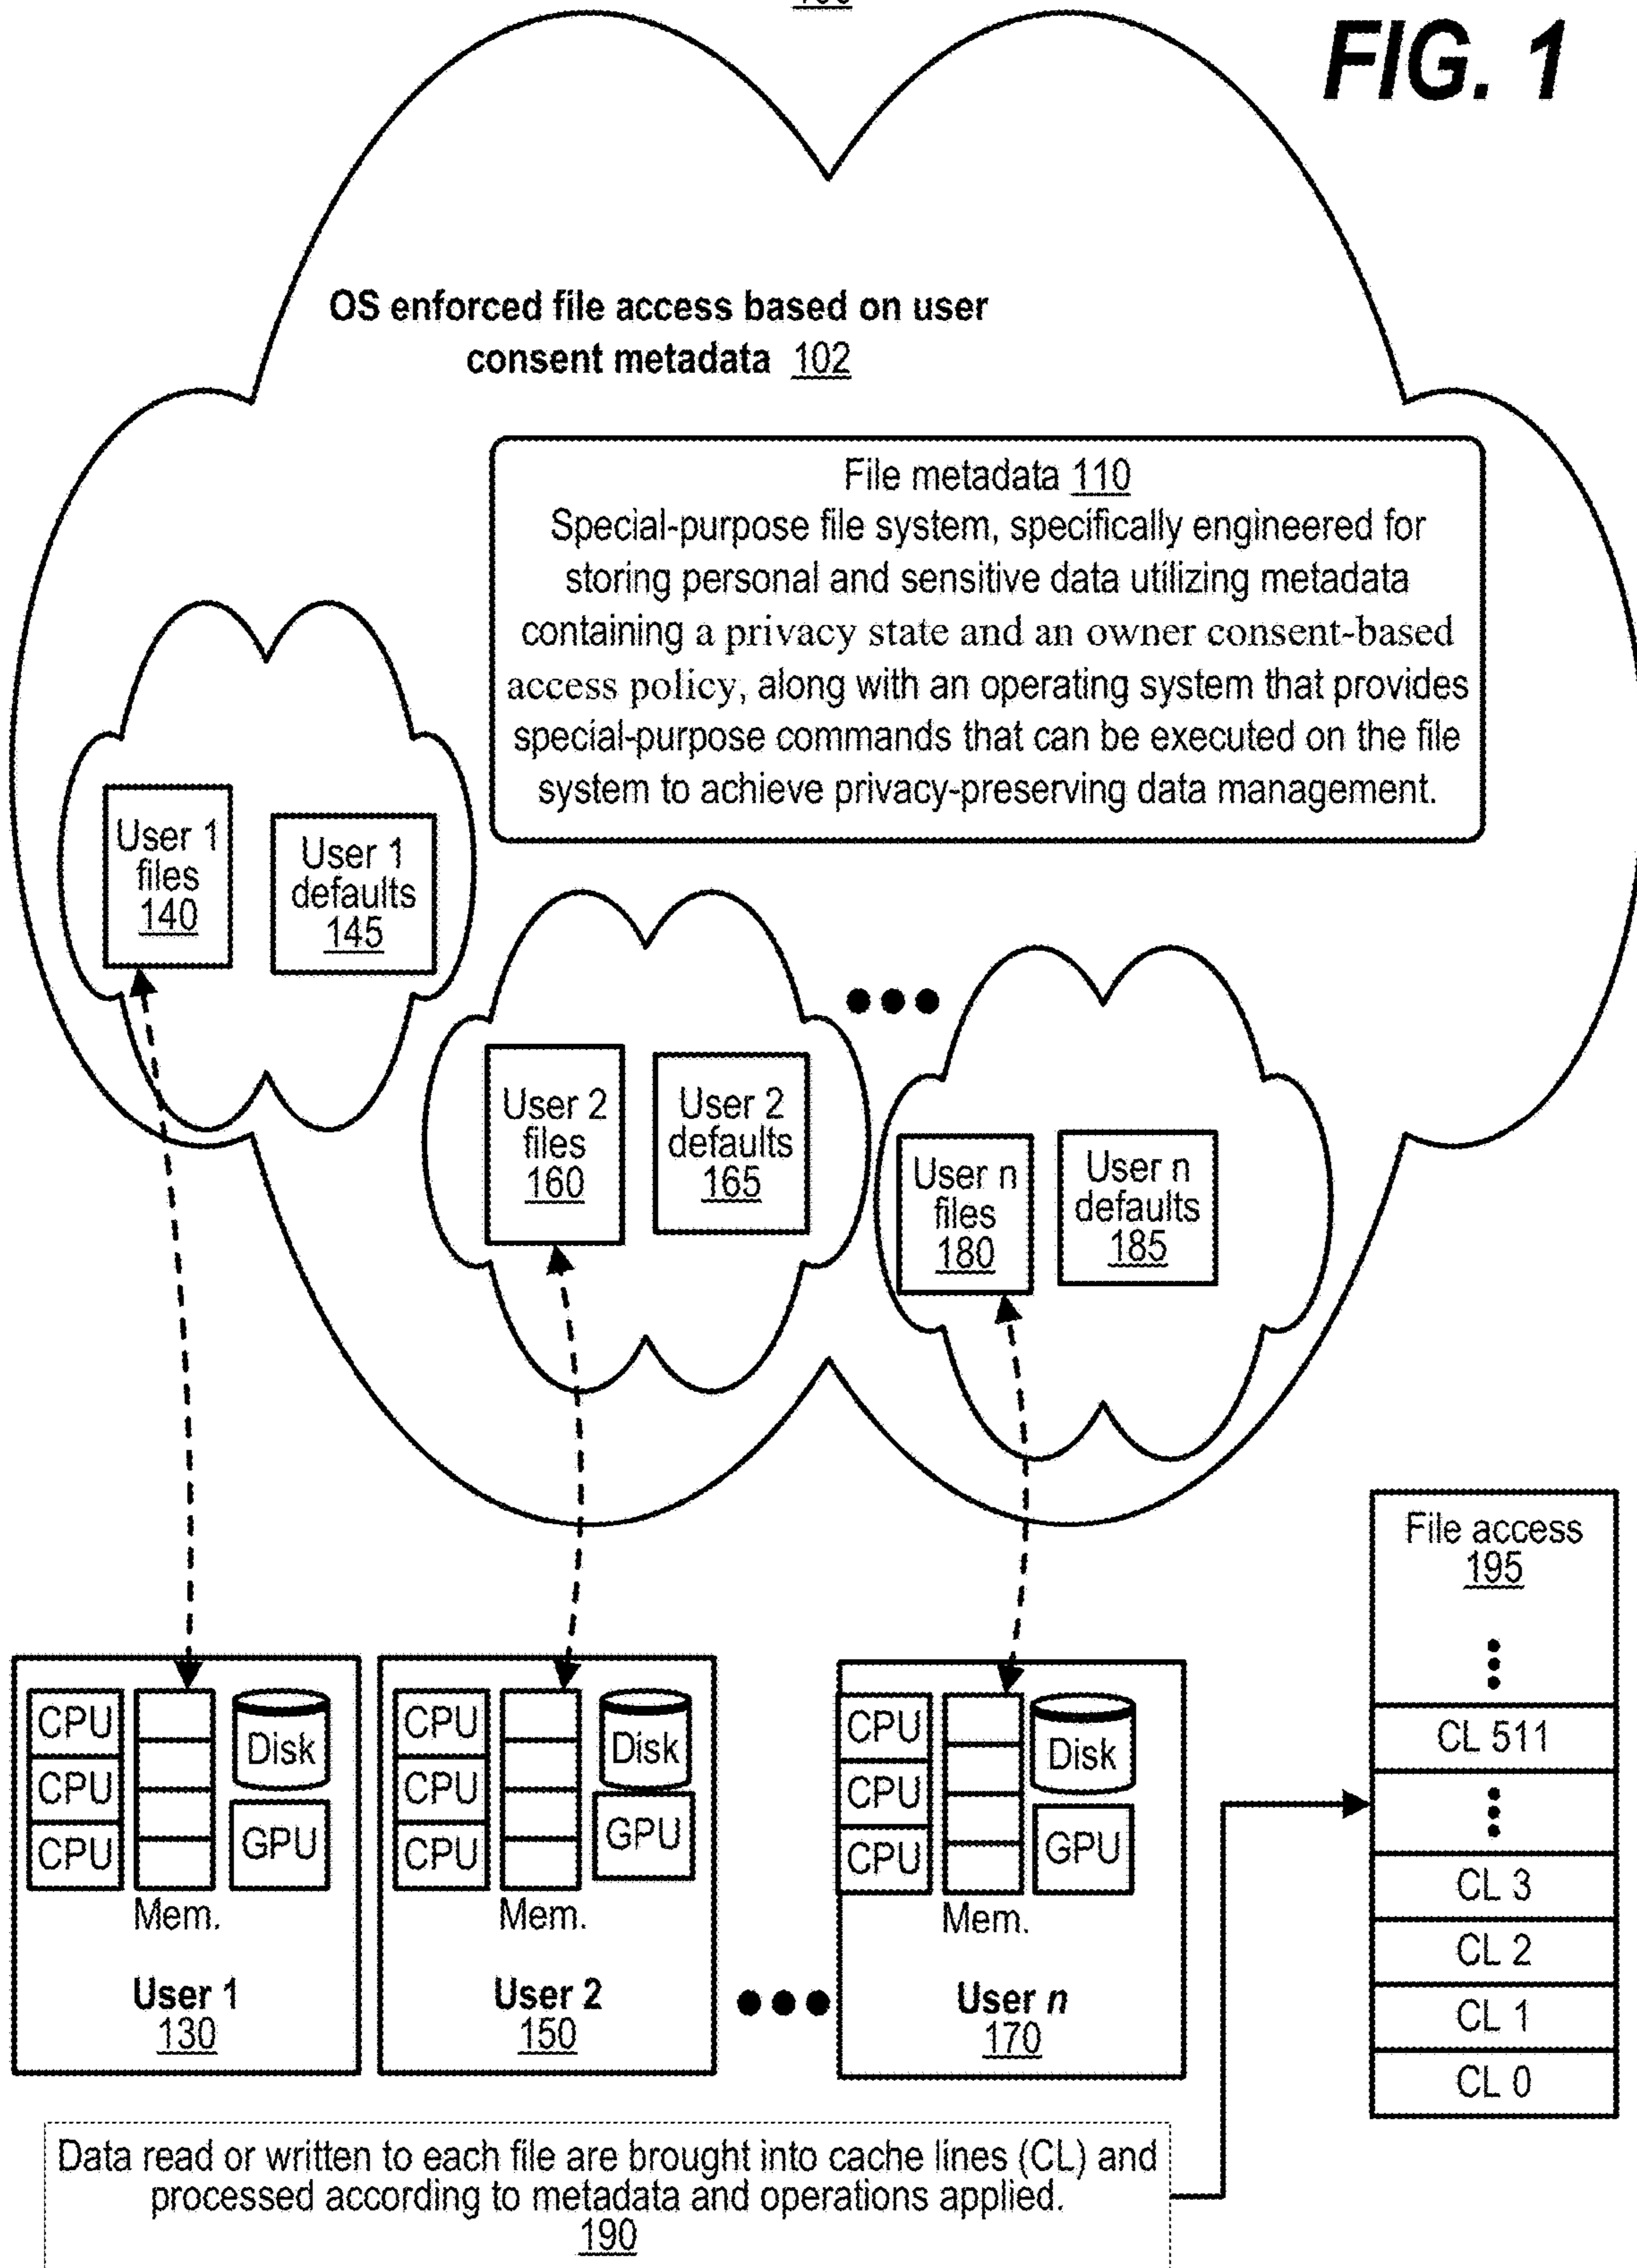 FIG. 1
OS enforced file access based on user
consent metadata 102
File metadata 110
Special-purpose file system, specifically engineered for
storing personal and sensitive data utilizing metadata
containing a privacy state and an owner consent-based
access policy, along with an operating system that provides
special-purpose commands that can be executed on the file
system to achieve privacy-preserving data management.
User 1
files
140
User 1
defaults
145
User 2
files
160
User 2
defaults
165
User n
files
180
User n
defaults
185
CPU
CPU
CPU
Mem.
Disk
GPU
User 1
130
CPU
CPU
CPU
Mem.
Disk
GPU
User 2
150
CPU
CPU
CPU
Mem.
Disk
GPU
User n
170
File access
195
CL 511
CL 3
CL 2
CL 1
CL 0
Data read or written to each file are brought into cache lines (CL) and
processed according to metadata and operations applied.
190